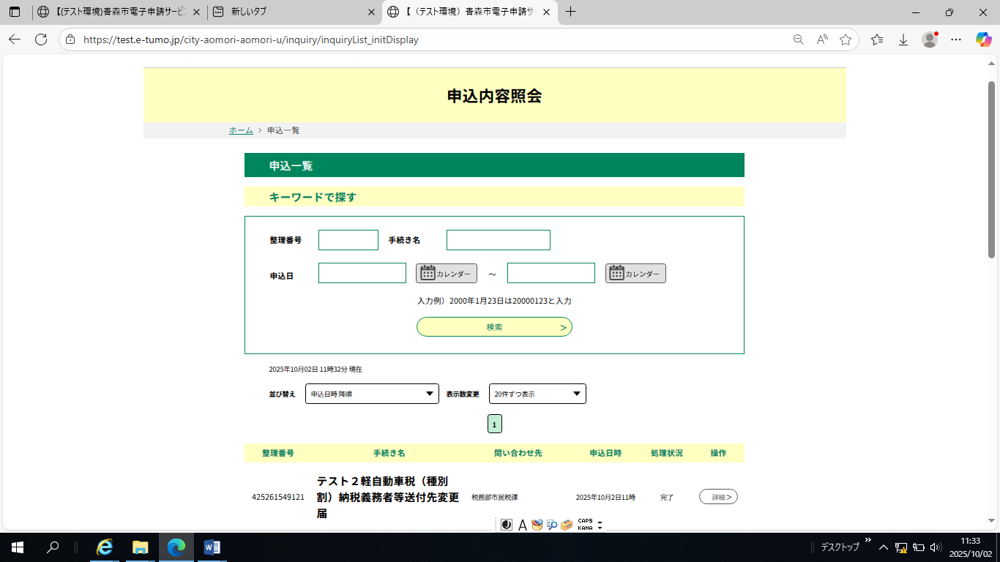 【(テスト環境)青森市電子申請サービス
新しいタブ
【（テスト環境）青森市電子申請サー
https://test.e-tumo.jp/city-aomori-aomori-u/inquiry/inquiryList_initDisplay
申込内容照会
ホーム > 申込一覧
申込一覧
キーワードで探す
整理番号 手続き名
申込日 カレンダー ～ カレンダー
入力例）2000年1月23日は20000123と入力
検索 >
2025年10月02日 11時32分 現在
並び替え 申込日時 降順 表示数変更 20件ずつ表示
1
整理番号 手続き名 問い合わせ先 申込日時 処理状況 操作
テスト２軽自動車税（種別
425261549121 割）納税義務者等送付先変更 税務部市民税課 2025年10月2日11時 完了 詳細 >
届
A CAPS
KANA
デスクトップ
11:33
2025/10/02